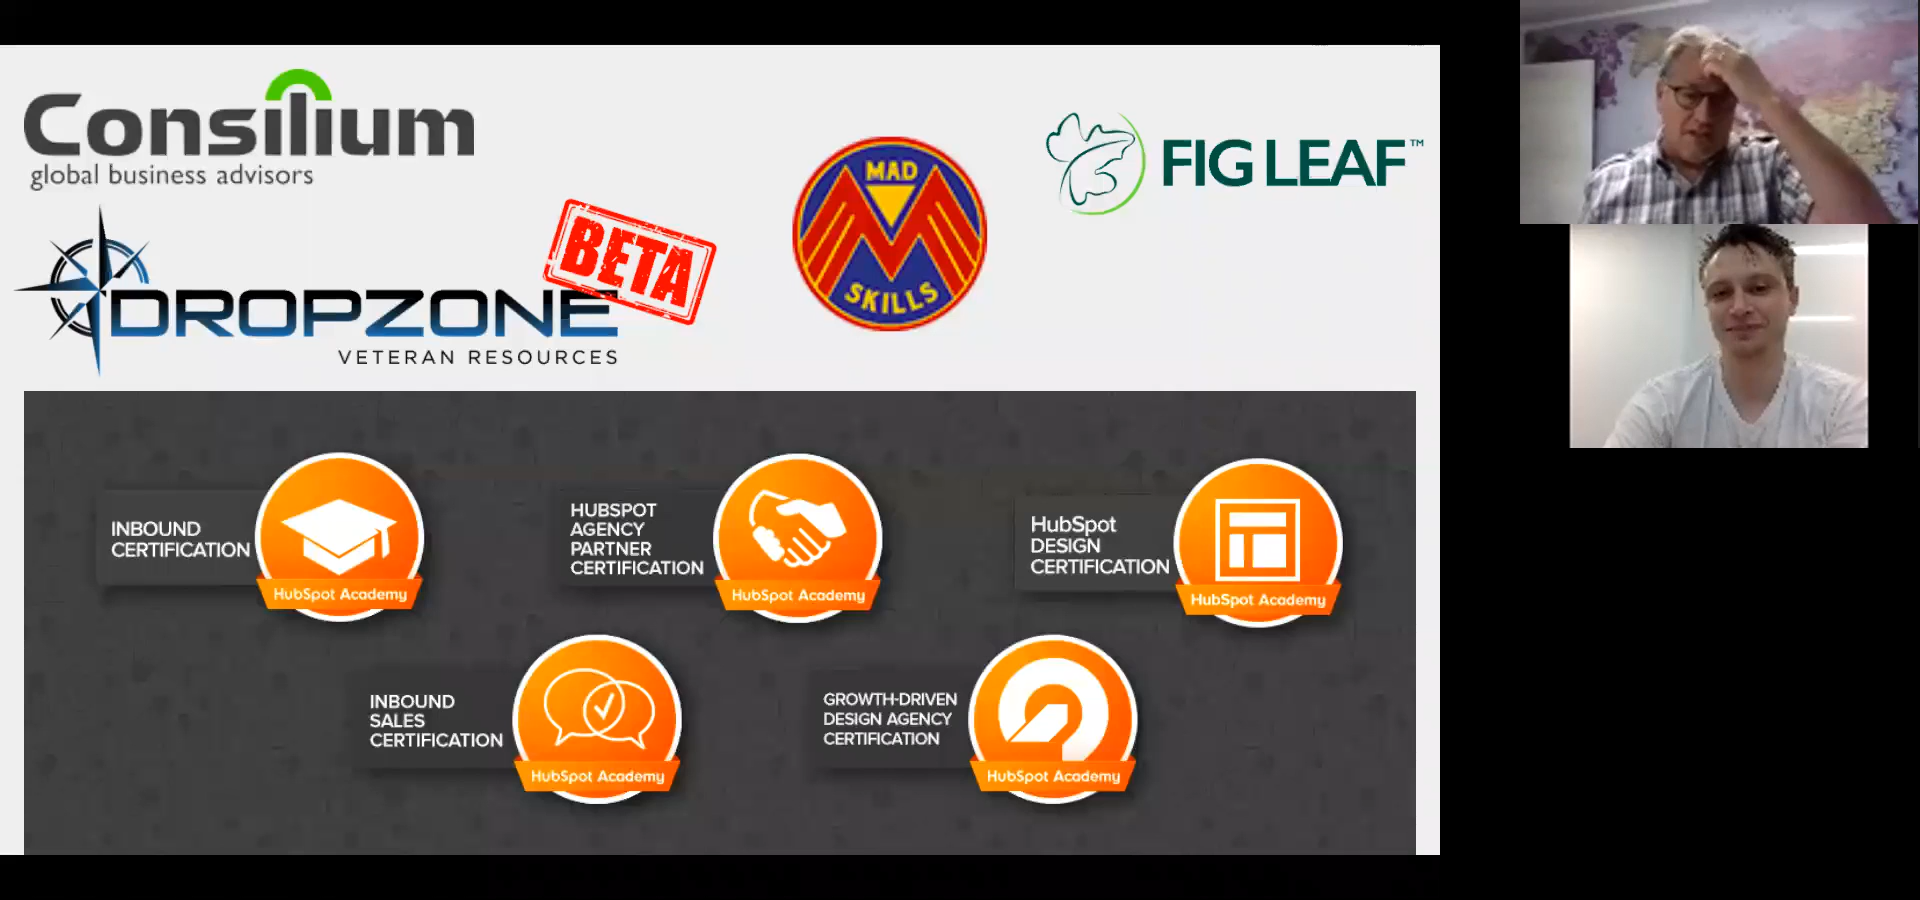 Consilium
global business advisors
DROPZONE
VETERAN RESOURCES
BETA
MAD
SKILLS
FIG LEAF™
INBOUND
CERTIFICATION
HubSpot Academy
HUBSPOT
AGENCY
PARTNER
CERTIFICATION
HubSpot Academy
HubSpot
DESIGN
CERTIFICATION
HubSpot Academy
INBOUND
SALES
CERTIFICATION
HubSpot Academy
GROWTH-DRIVEN
DESIGN AGENCY
CERTIFICATION
HubSpot Academy